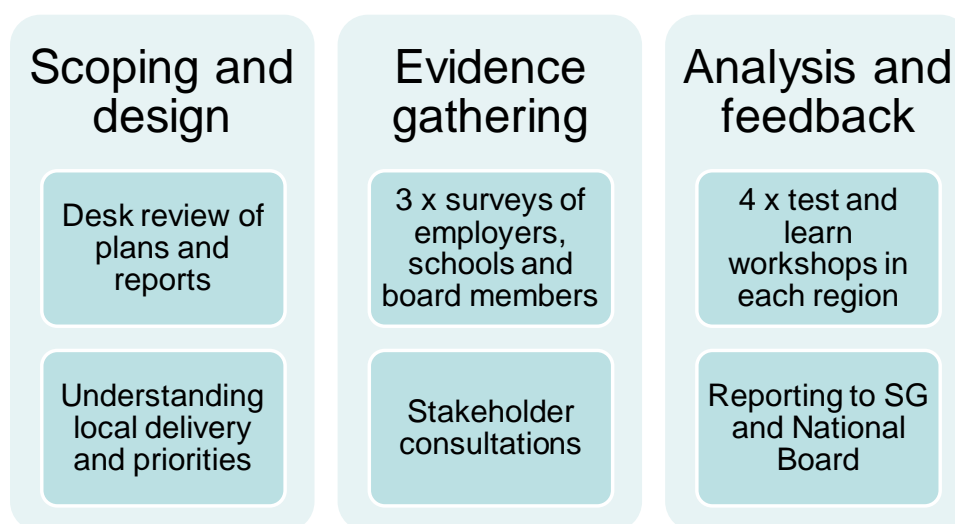 Scoping and
design
Desk review of
plans and
reports
Understanding
local delivery
and priorities
Evidence
gathering
3 x surveys of
employers,
schools and
board members
Stakeholder
consultations
Analysis and
feedback
4 x test and
learn
workshops in
each region
Reporting to SG
and National
Board